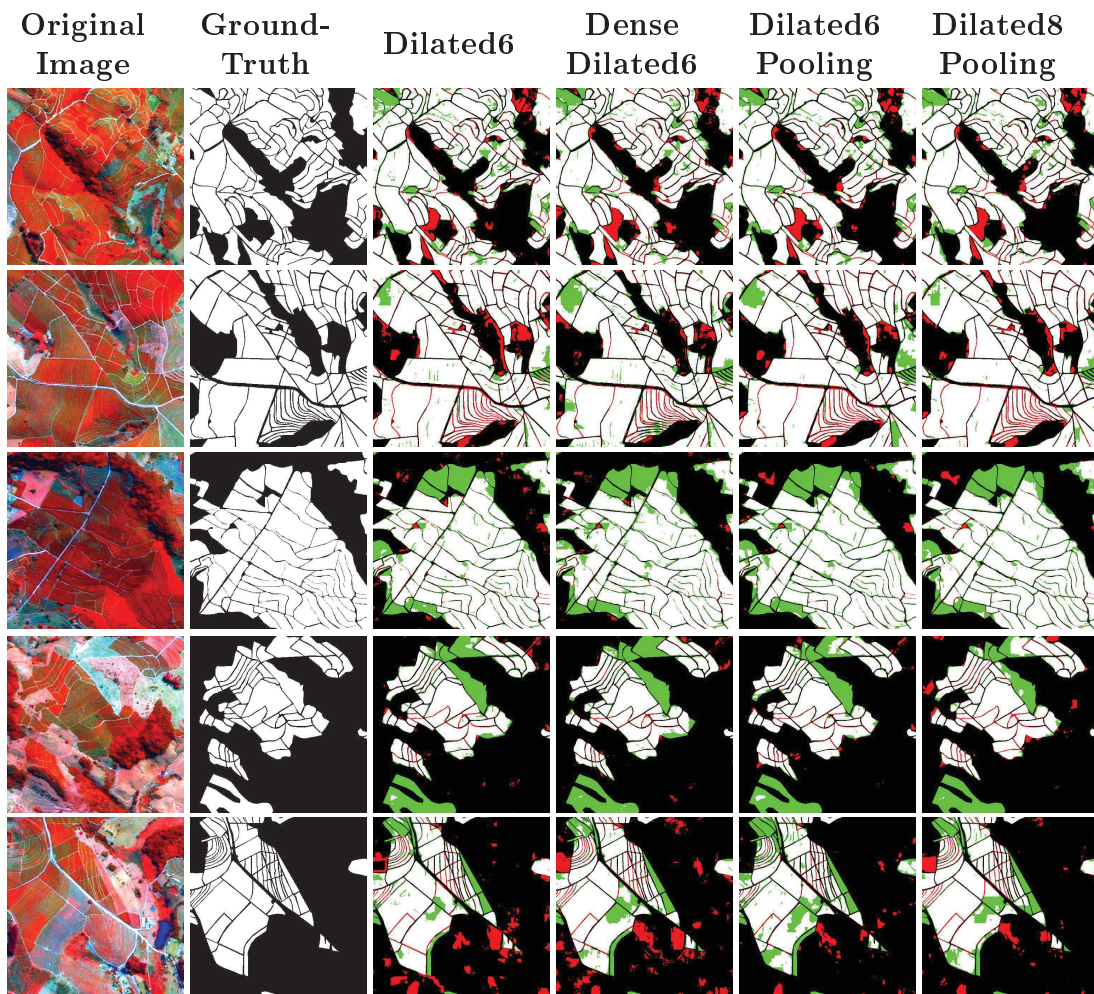 Original
Image
Ground-
Truth
Dilated6
Dense
Dilated6
Dilated6
Pooling
Dilated8
Pooling